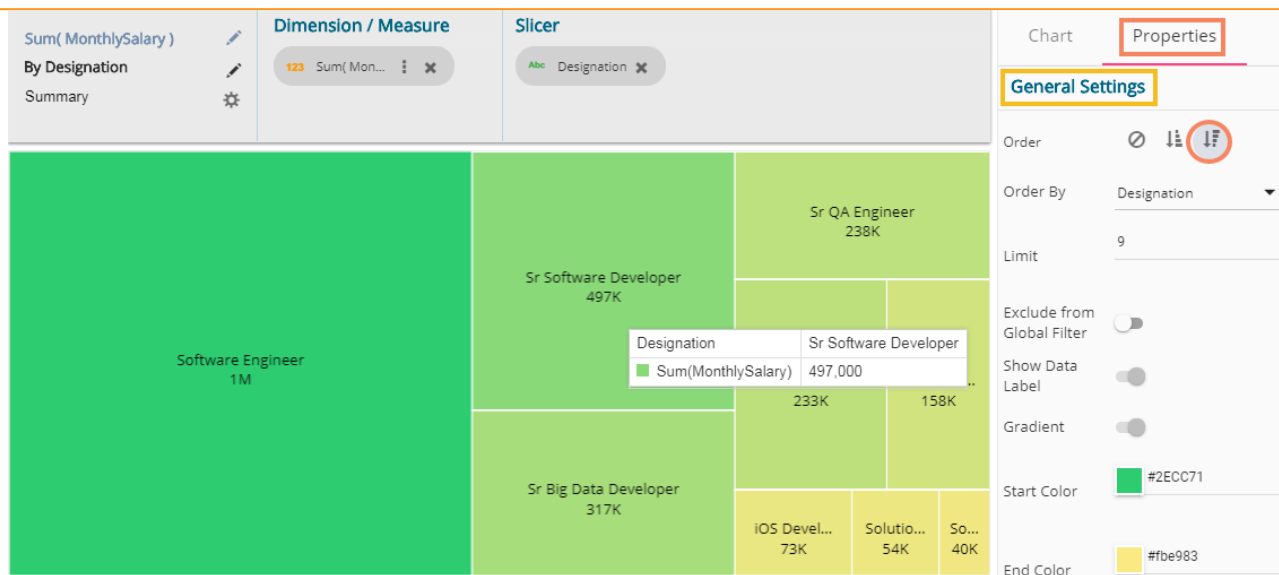 Sum( MonthlySalary )
By Designation
Summary
Dimension / Measure
123 Sum( Mon...
Slicer
Abc Designation
Software Engineer
1M
Sr Software Developer
497K
Sr Big Data Developer
317K
Sr QA Engineer
238K
Designation Sr Software Developer
Sum(MonthlySalary) 497,000
233K
..
158K
iOS Devel...
73K
Solutio...
54K
So...
40K
Chart Properties
General Settings
Order
Order By Designation
Limit 9
Exclude from
Global Filter
Show Data
Label
Gradient
Start Color #2ECC71
End Color #fbe983